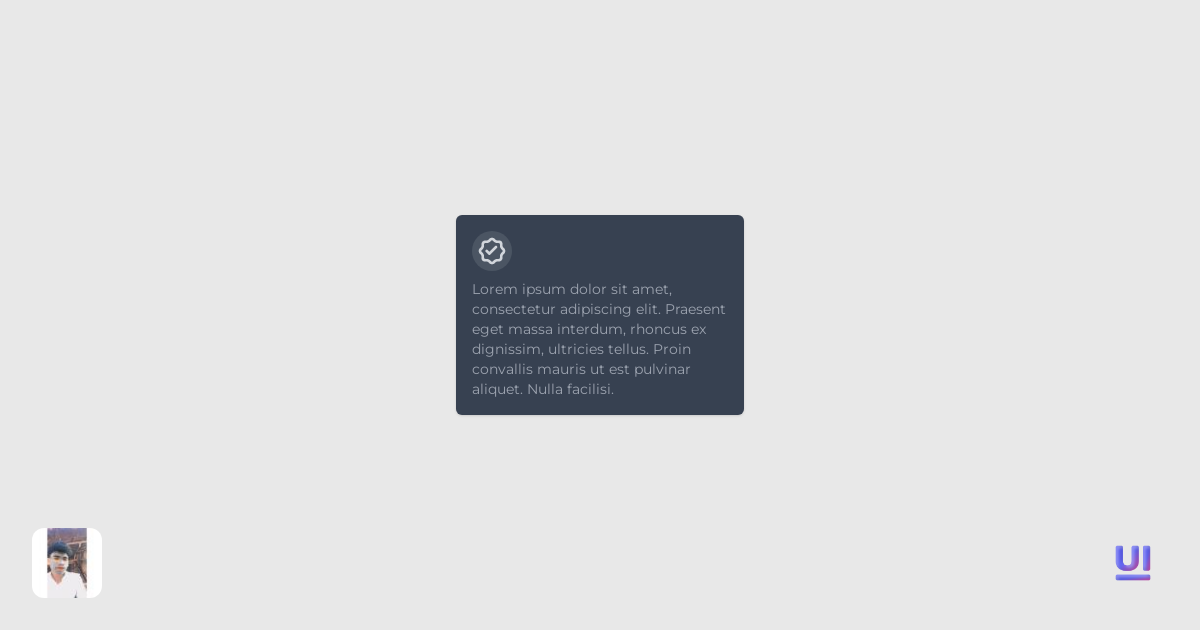 Lorem ipsum dolor sit amet,
consectetur adipiscing elit. Praesent
eget massa interdum, rhoncus ex
dignissim, ultricies tellus. Proin
convallis mauris ut est pulvinar
aliquet. Nulla facilisi.
UI